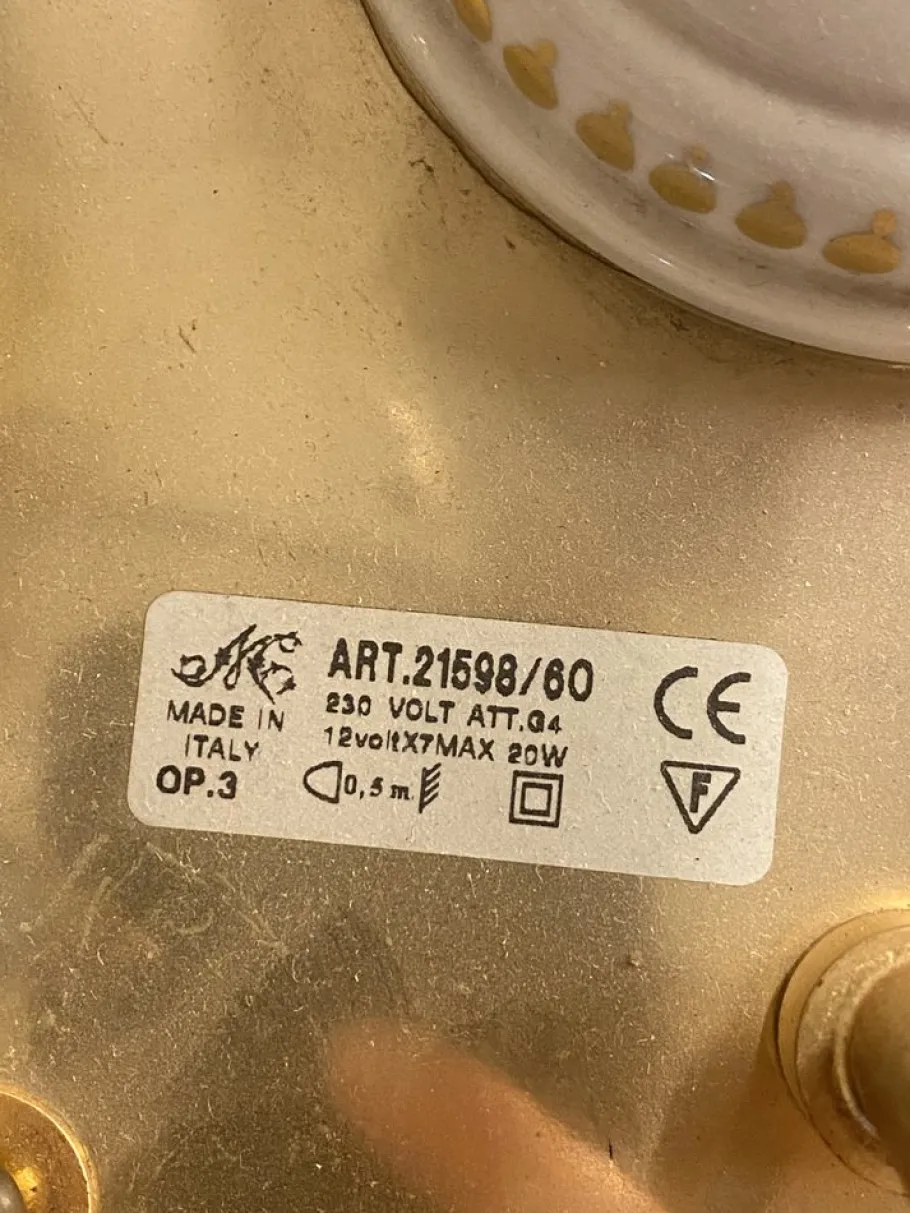 ART.21598/60
230 VOLT ATT.G4
12voltX7MAX 20W
MADE IN
ITALY
OP.3
0,5 m
CE
F